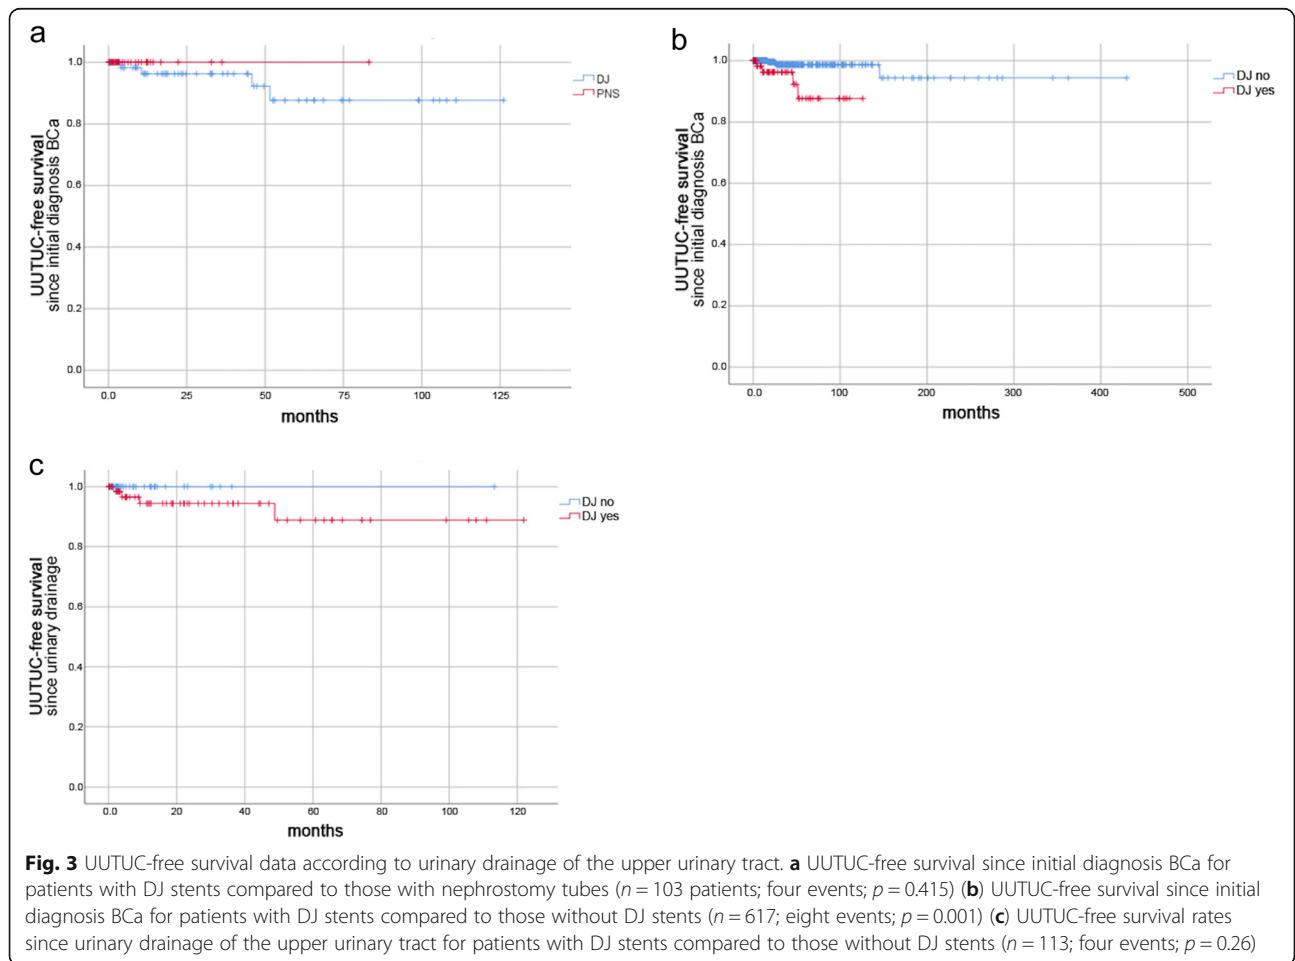 a
1.0
0.8
0.6
0.4
0.2
0.0
UUTUC-free survival
since initial diagnosis BCa
0.0 25 50 75 100 125
months
DJ
PNS
b
1.0
0.8
0.6
0.4
0.2
0.0
UUTUC-free survival
since initial diagnosis BCa
0.0 100 200 300 400 500
months
DJ no
DJ yes
c
1.0
0.8
0.6
0.4
0.2
0.0
UUTUC-free survival
since urinary drainage
0.0 20 40 60 80 100 120
months
DJ no
DJ yes
Fig. 3 UUTUC-free survival data according to urinary drainage of the upper urinary tract. a UUTUC-free survival since initial diagnosis BCa for
patients with DJ stents compared to those with nephrostomy tubes (n = 103 patients; four events; p = 0.415) (b) UUTUC-free survival since initial
diagnosis BCa for patients with DJ stents compared to those without DJ stents (n = 617; eight events; p = 0.001) (c) UUTUC-free survival rates
since urinary drainage of the upper urinary tract for patients with DJ stents compared to those without DJ stents (n = 113; four events; p = 0.26)